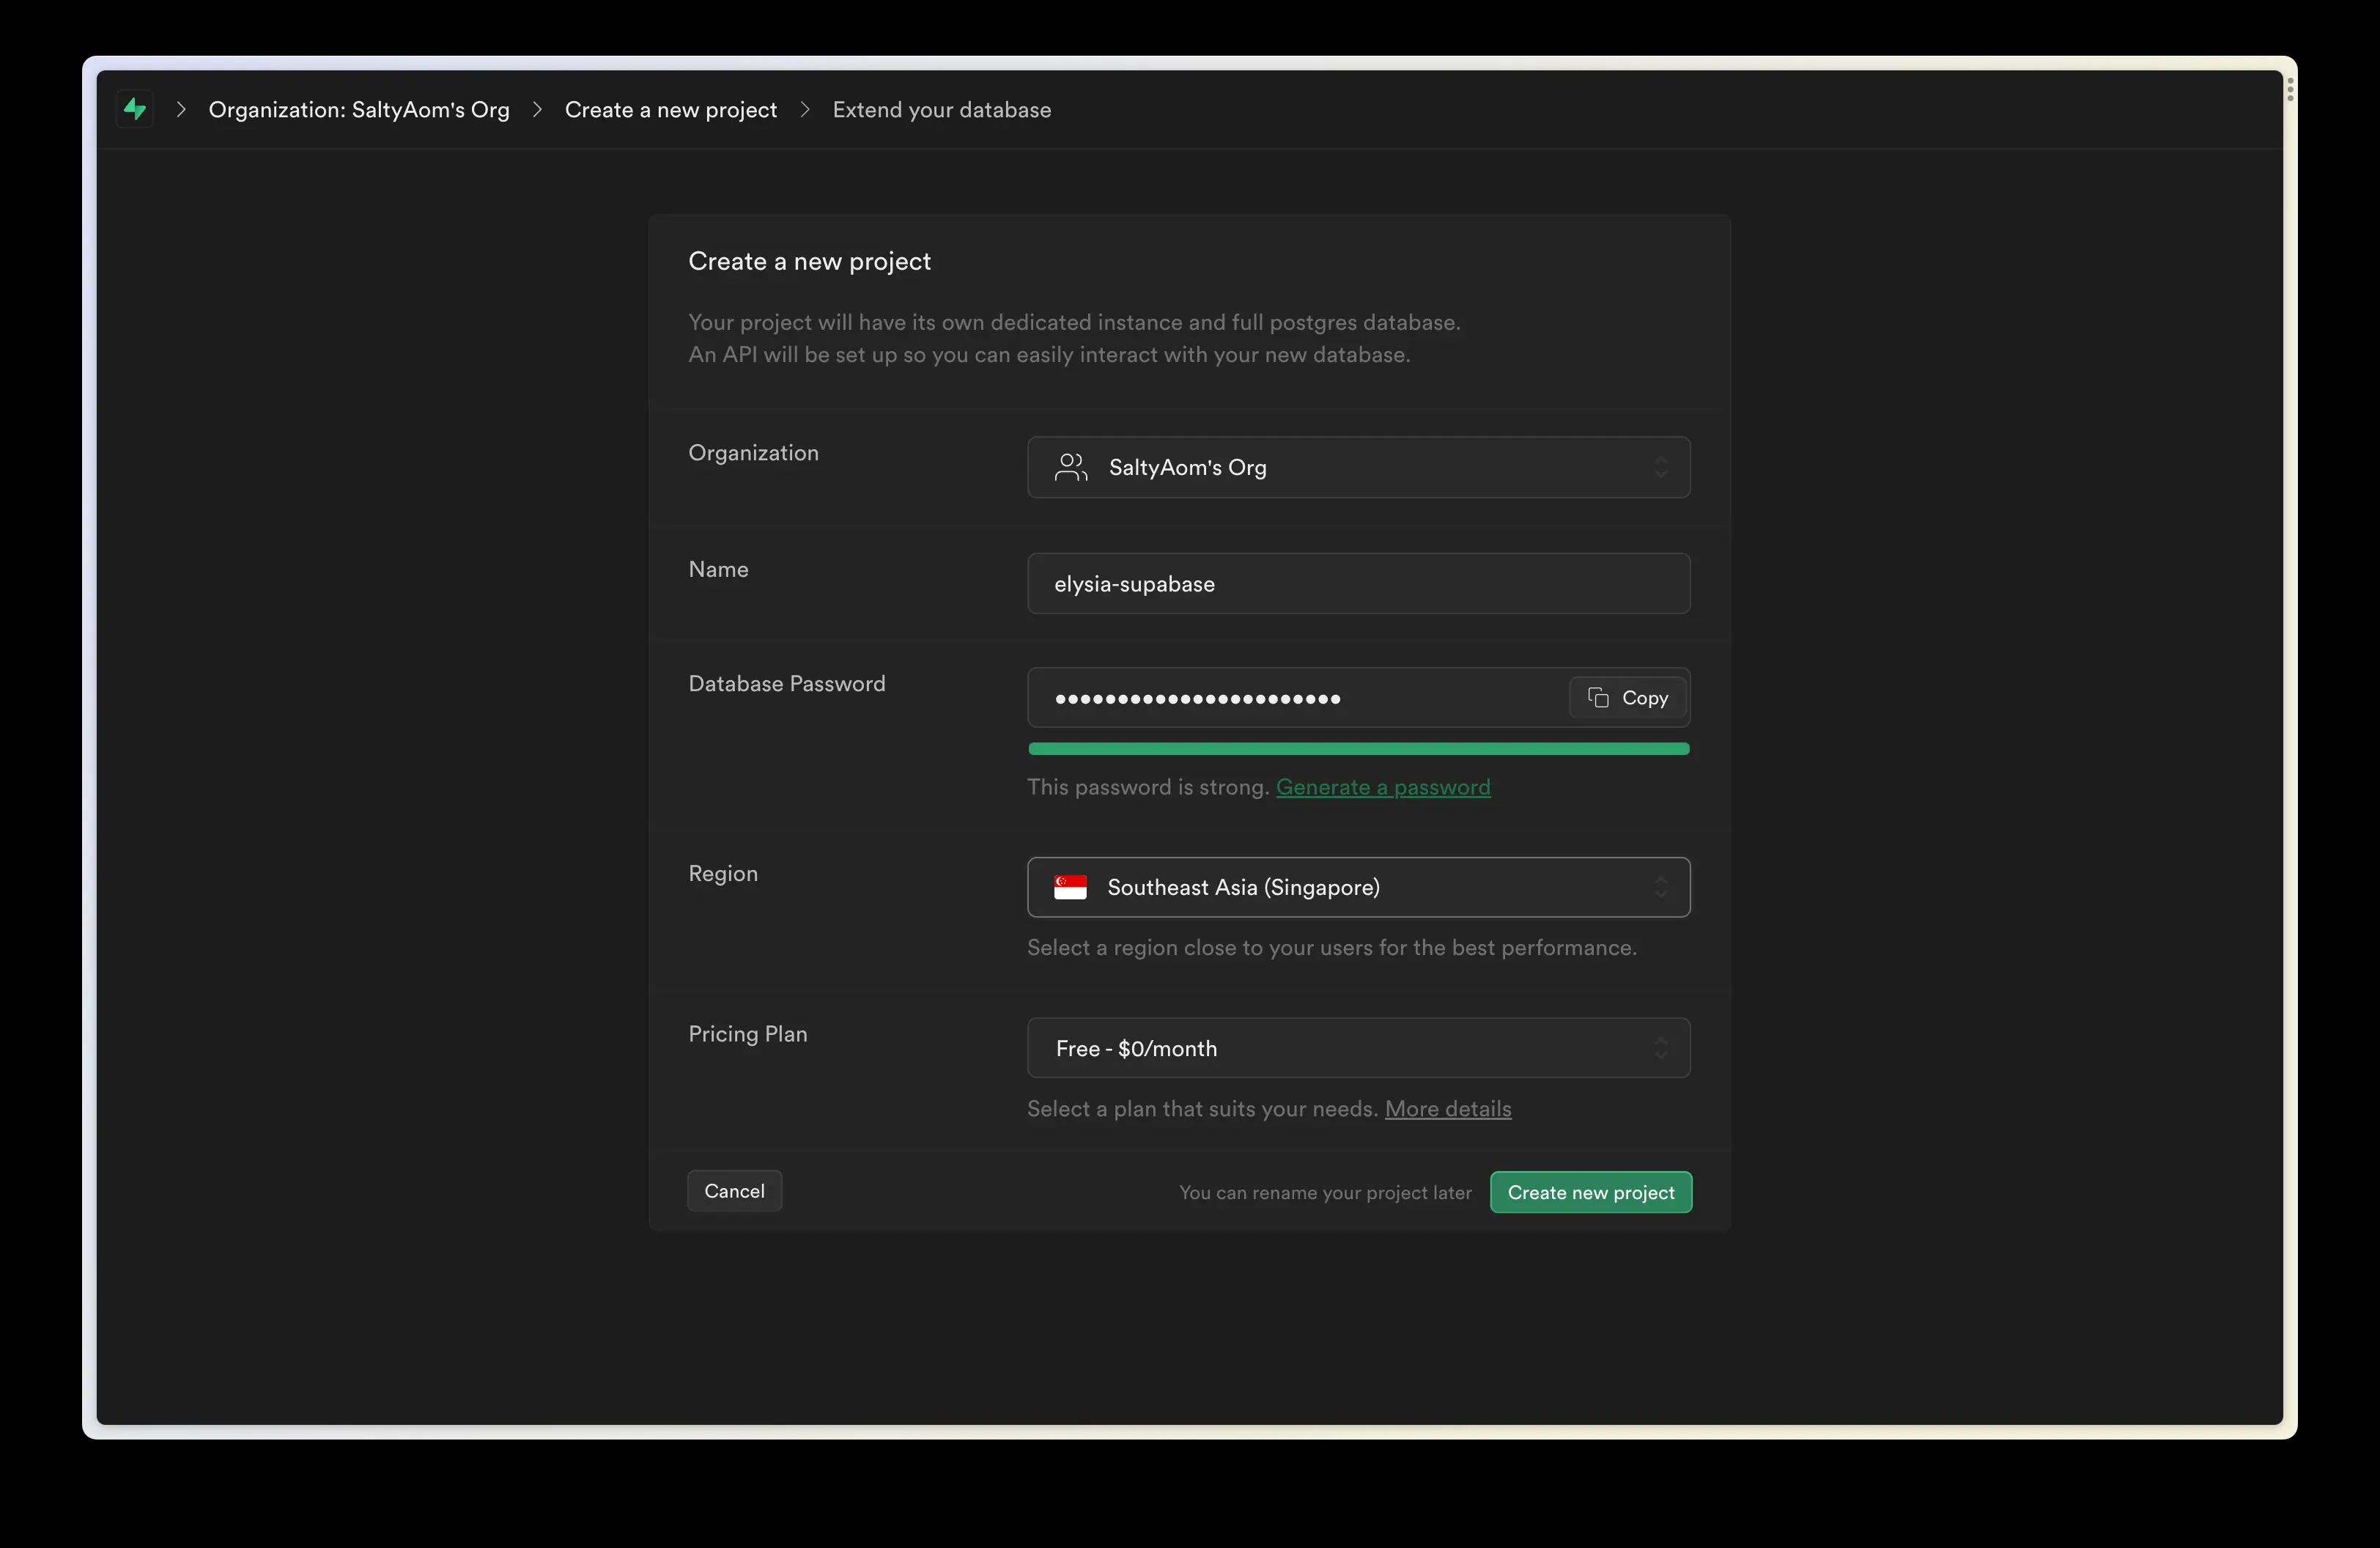 Organization: SaltyAom's Org > Create a new project > Extend your database
Create a new project
Your project will have its own dedicated instance and full postgres database.
An API will be set up so you can easily interact with your new database.
Organization
SaltyAom's Org
Name
elysia-supabase
Database Password
•••••••••••••••••••••••
Copy
This password is strong. Generate a password
Region
Southeast Asia (Singapore)
Select a region close to your users for the best performance.
Pricing Plan
Free - $0/month
Select a plan that suits your needs. More details
Cancel
You can rename your project later
Create new project